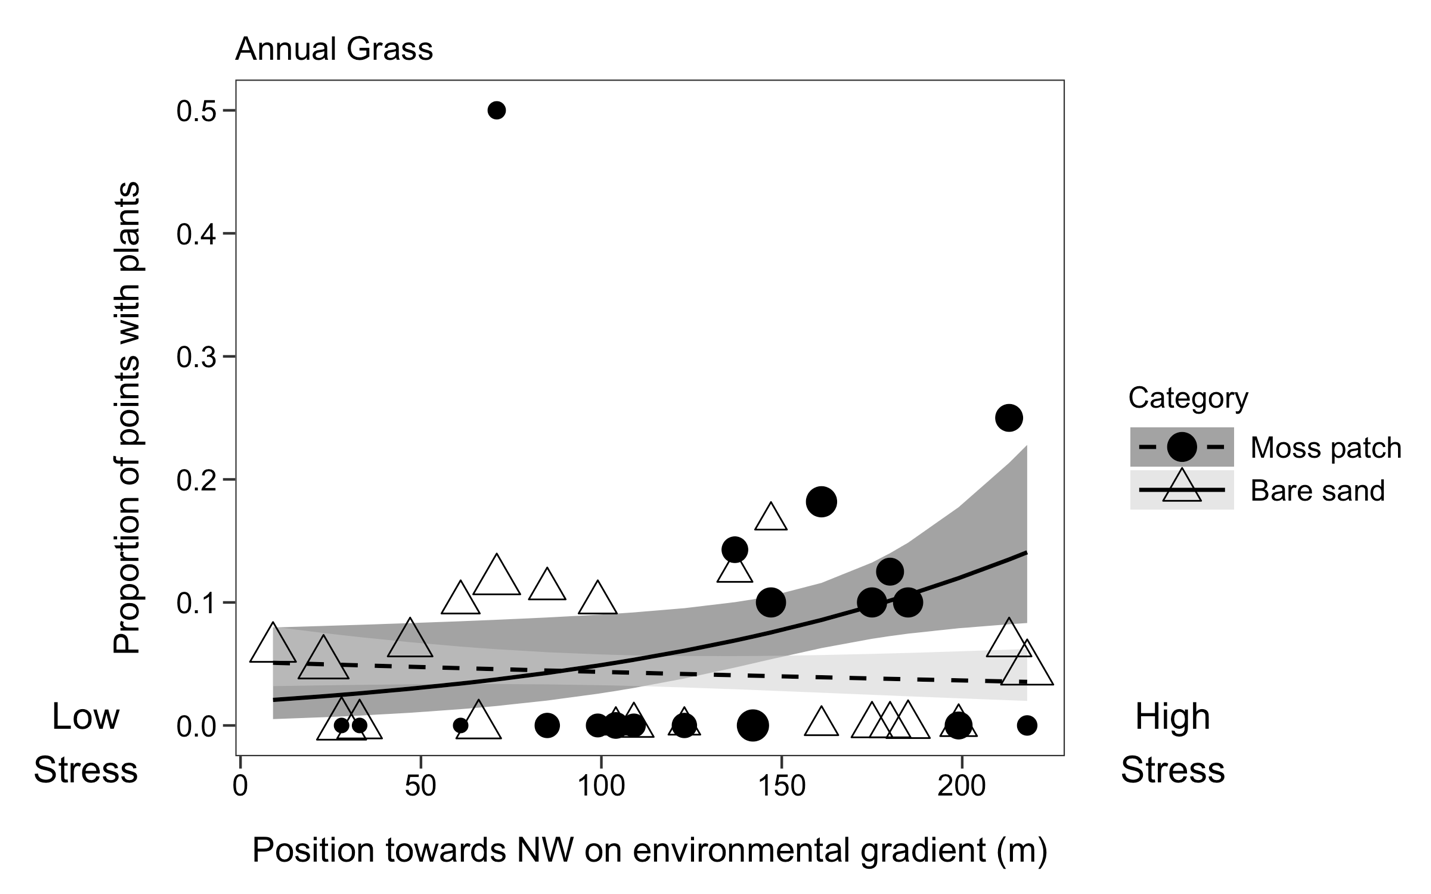 Annual Grass
0.5
0.4
0.3
0.2
0.1
0.0
Proportion of points with plants
Low
Stress
0 50 100 150 200
Position towards NW on environmental gradient (m)
High
Stress
Category
Moss patch
Bare sand